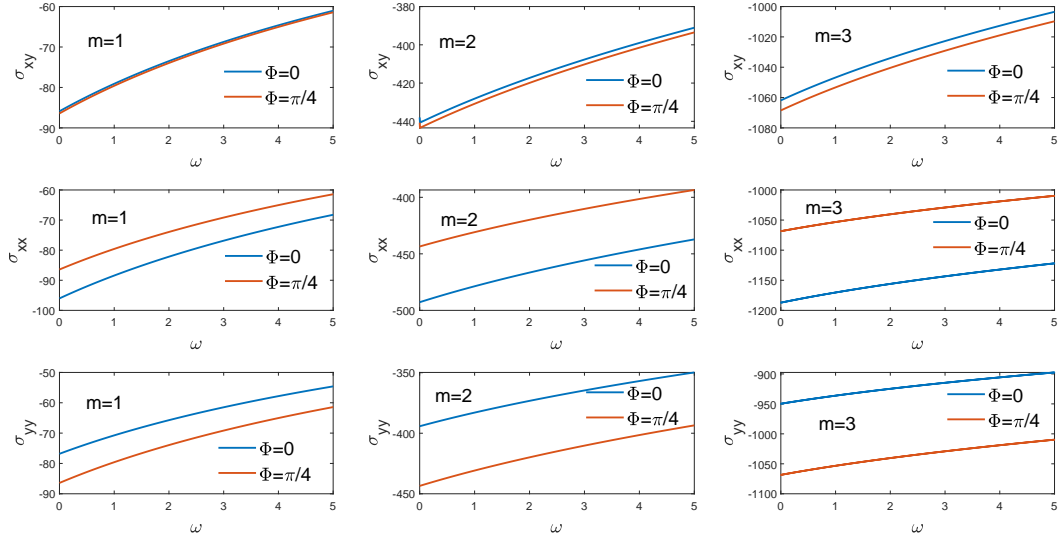 -60
-70
-80
-90
σxy
m=1
Φ=0
Φ=π/4
0 1 2 3 4 5
ω
-380
-400
-420
-440
σxy
m=2
Φ=0
Φ=π/4
0 1 2 3 4 5
ω
-1000
-1020
-1040
-1060
-1080
σxy
m=3
Φ=0
Φ=π/4
0 1 2 3 4 5
ω
-60
-70
-80
-90
-100
σxx
m=1
Φ=0
Φ=π/4
0 1 2 3 4 5
ω
-400
-450
-500
σxx
m=2
Φ=0
Φ=π/4
0 1 2 3 4 5
ω
-1000
-1050
-1100
-1150
-1200
σxx
m=3
Φ=0
Φ=π/4
0 1 2 3 4 5
ω
-50
-60
-70
-80
-90
σyy
m=1
Φ=0
Φ=π/4
0 1 2 3 4 5
ω
-350
-400
-450
σyy
m=2
Φ=0
Φ=π/4
0 1 2 3 4 5
ω
-900
-950
-1000
-1050
-1100
σyy
m=3
Φ=0
Φ=π/4
0 1 2 3 4 5
ω